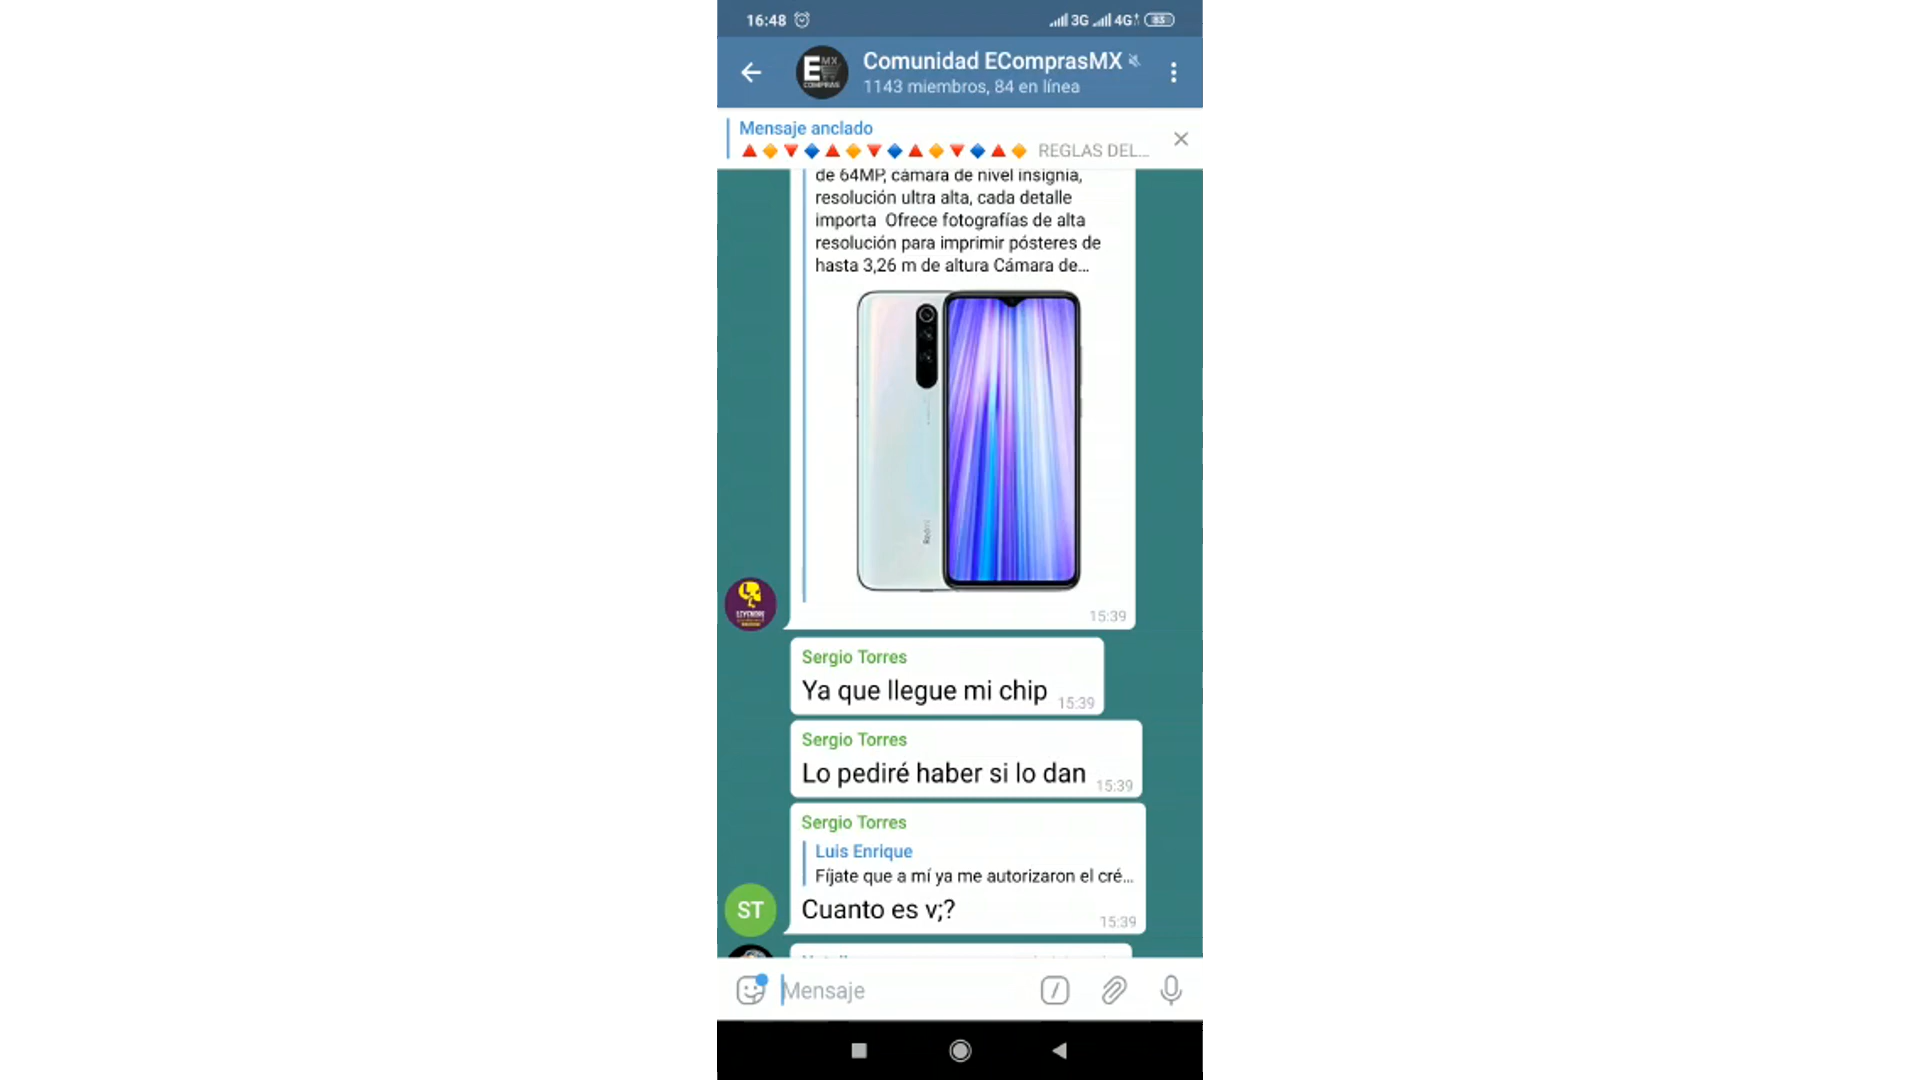 16:48
3G
4G
83
E
MX
COMPRAS
Comunidad EComprasMX
1143 miembros, 84 en línea
Mensaje anclado
REGLAS DEL...
de 64MP, cámara de nivel insignia,
resolución ultra alta, cada detalle
importa Ofrece fotografías de alta
resolución para imprimir pósteres de
hasta 3,26 m de altura Cámara de...
Redmi
15:39
Sergio Torres
Ya que llegue mi chip 15:39
Sergio Torres
Lo pediré haber si lo dan 15:39
Sergio Torres
Luis Enrique
Fíjate que a mí ya me autorizaron el cré...
ST
Cuanto es v;? 15:39
Mensaje